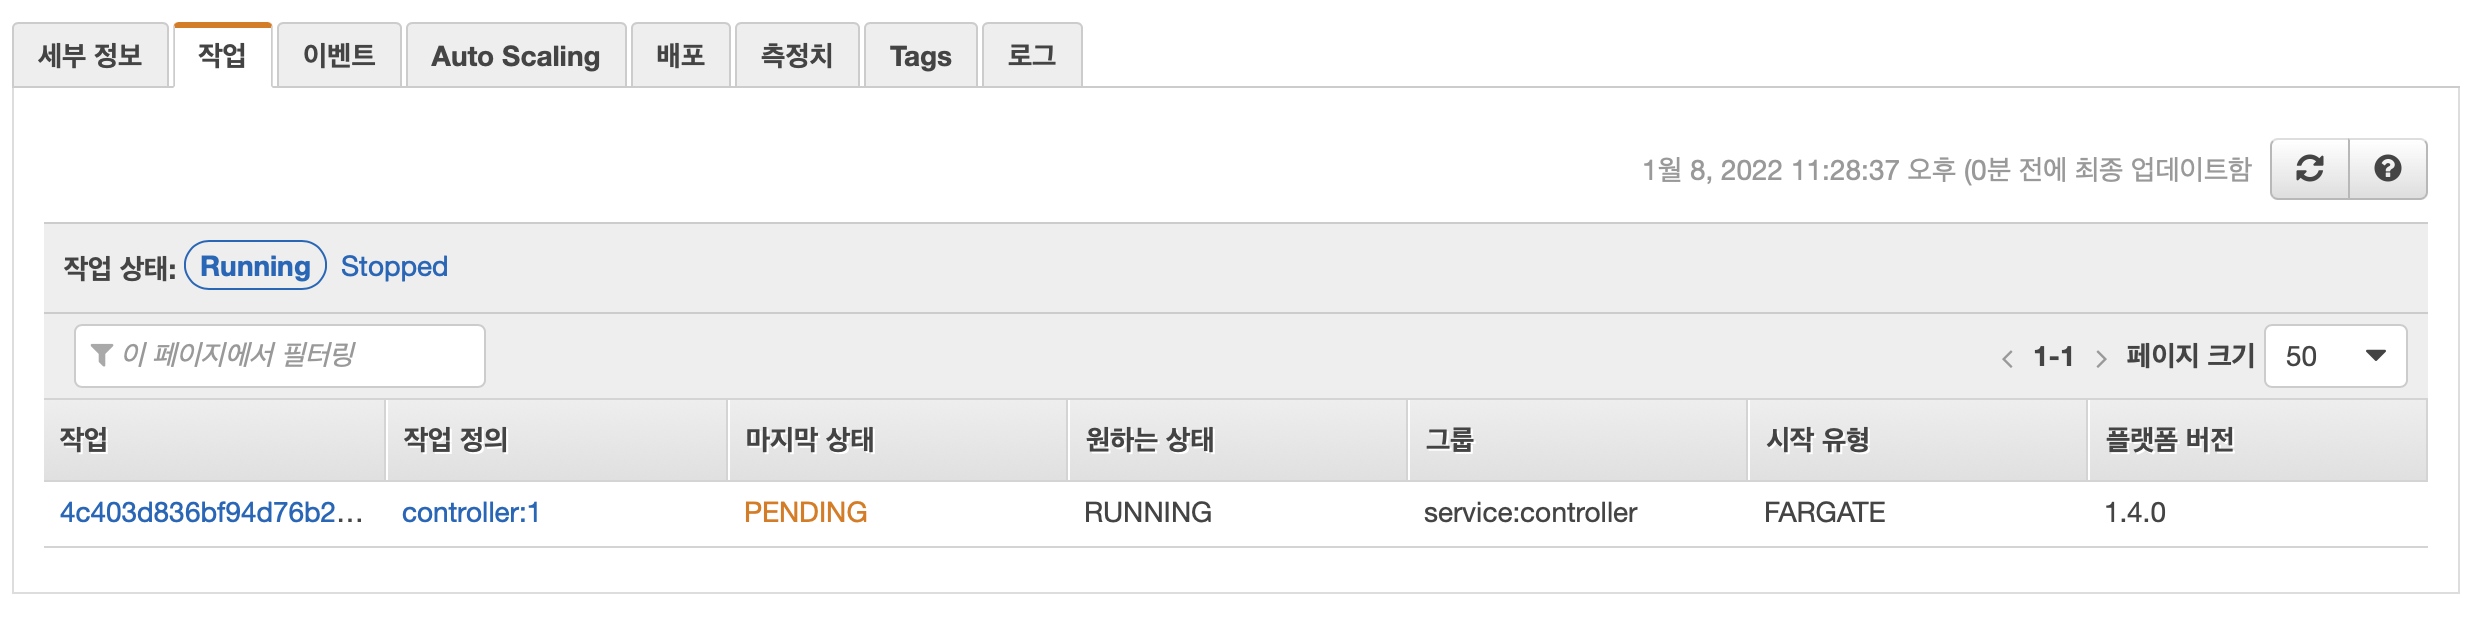 세부 정보 작업 이벤트 Auto Scaling 배포 측정치 Tags 로그
1월 8, 2022 11:28:37 오후 (0분 전에 최종 업데이트함
작업 상태: Running Stopped
이 페이지에서 필터링 1-1 페이지 크기 50
작업 작업 정의 마지막 상태 원하는 상태 그룹 시작 유형 플랫폼 버전
4c403d836bf94d76b2... controller:1 PENDING RUNNING service:controller FARGATE 1.4.0